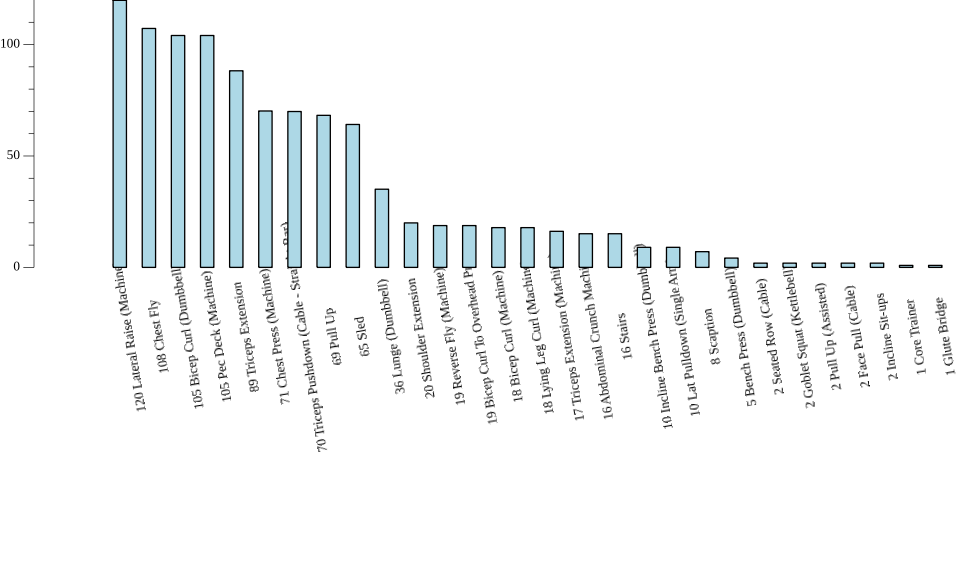 100
50
0
120 Lateral Raise (Machine
108 Chest Fly
105 Bicep Curl (Dumbbell
105 Pec Deck (Machine)
89 Triceps Extension
71 Chest Press (Machine)
70 Triceps Pushdown (Cable - Stra Bar)
69 Pull Up
65 Sled
36 Lunge (Dumbbell)
20 Shoulder Extension
19 Reverse Fly (Machine)
19 Bicep Curl To Overhead
18 Bicep Curl (Machine)
18 Lying Leg Curl (Machine
17 Triceps Extension (Machi
16 Abdominal Crunch Machi
16 Stairs
10 Incline Bench Press (Dumb
10 Lat Pulldown (Single Arm
8 Scaption
5 Bench Press (Dumbbell)
2 Seated Row (Cable)
2 Goblet Squat (Kettlebell
2 Pull Up (Assisted)
2 Face Pull (Cable)
2 Incline Sit-ups
1 Core Trainer
1 Glute Bridge